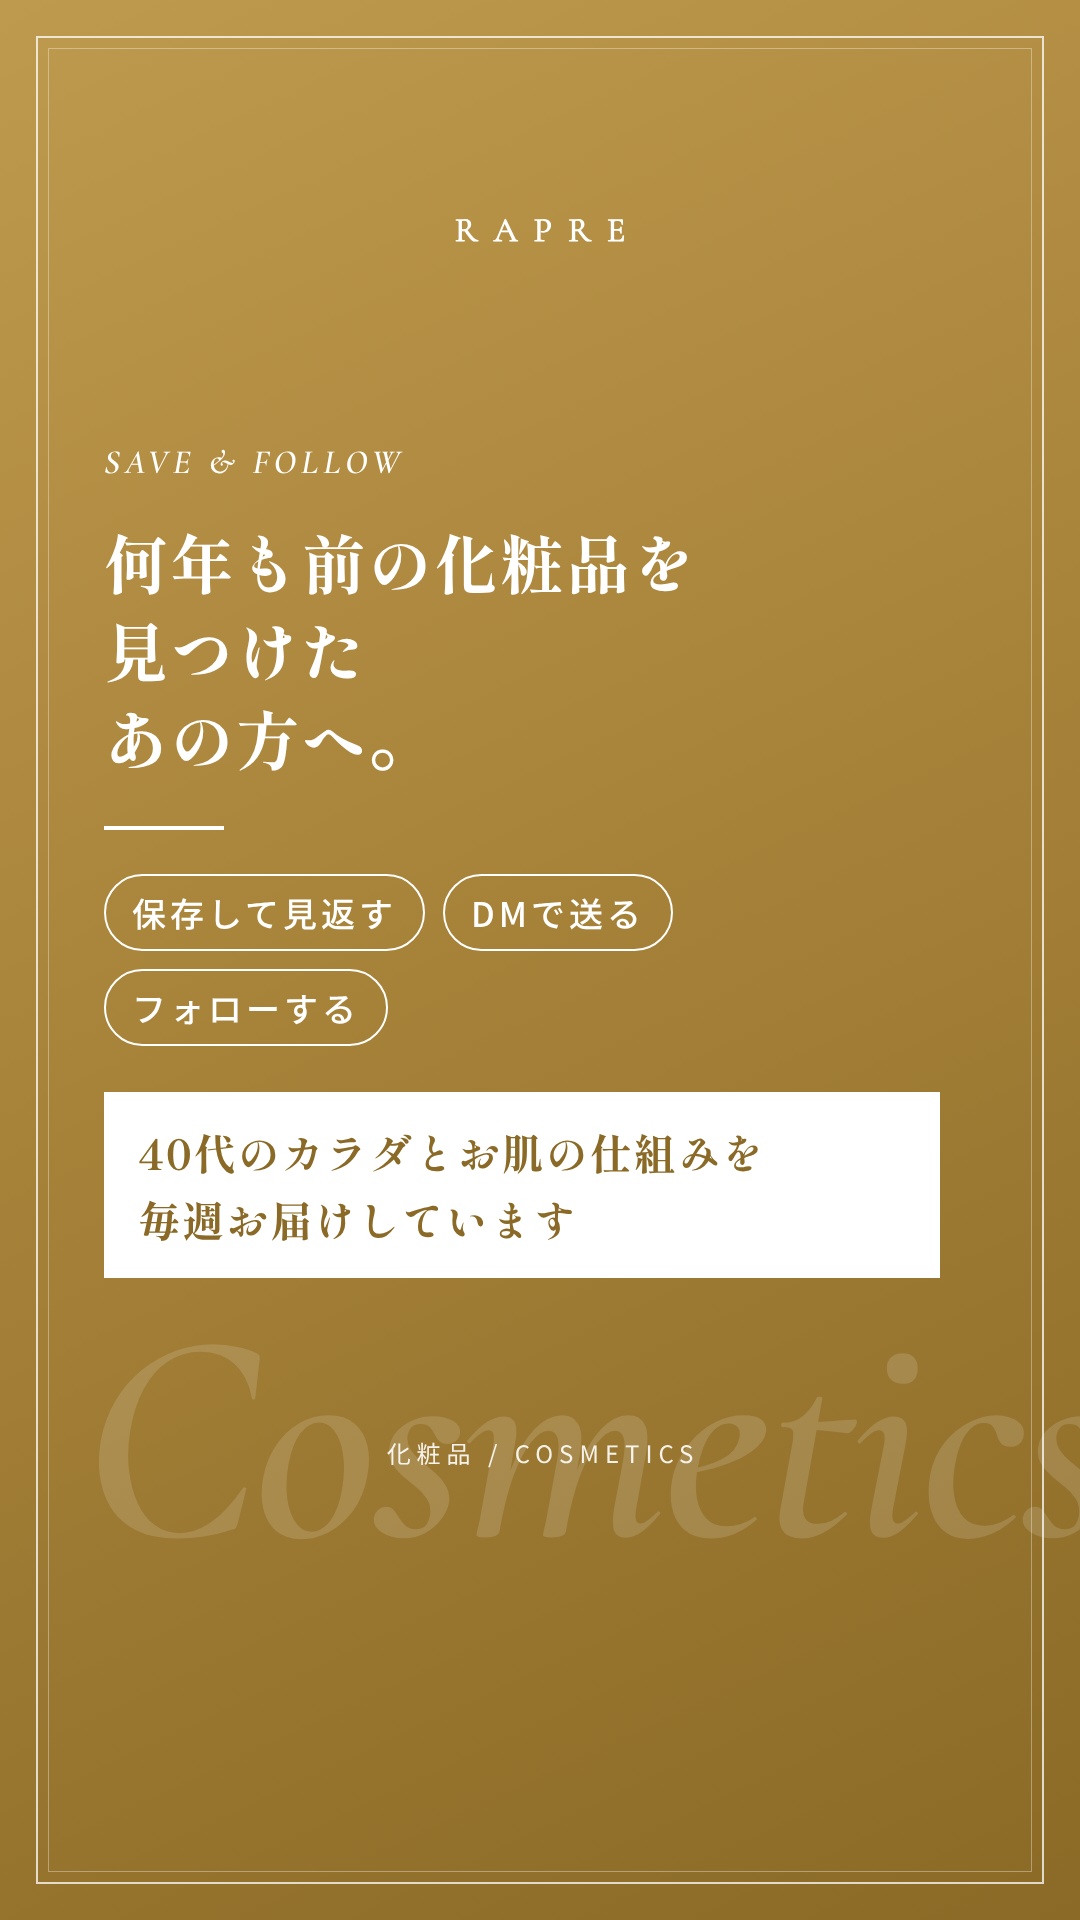 RAPRE
SAVE & FOLLOW
何年も前の化粧品を
見つけた
あの方へ。
保存して見返す
DMで送る
フォローする
40代のカラダとお肌の仕組みを
毎週お届けしています
Cosmetics
化粧品 / COSMETICS